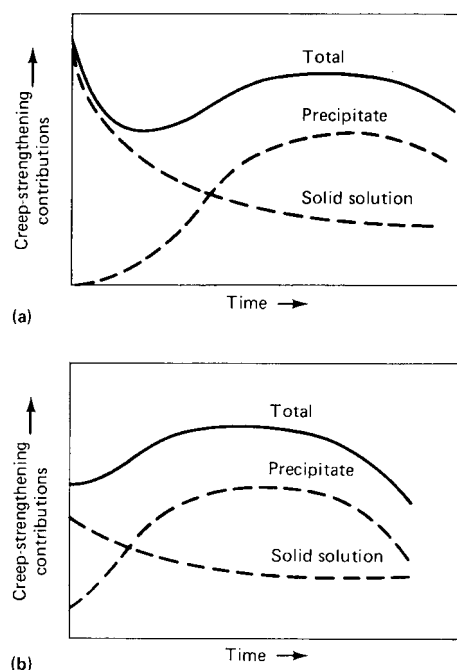 Creep-strengthening
contributions
Total
Precipitate
Solid solution
Time
(a)
Creep-strengthening
contributions
Total
Precipitate
Solid solution
Time
(b)